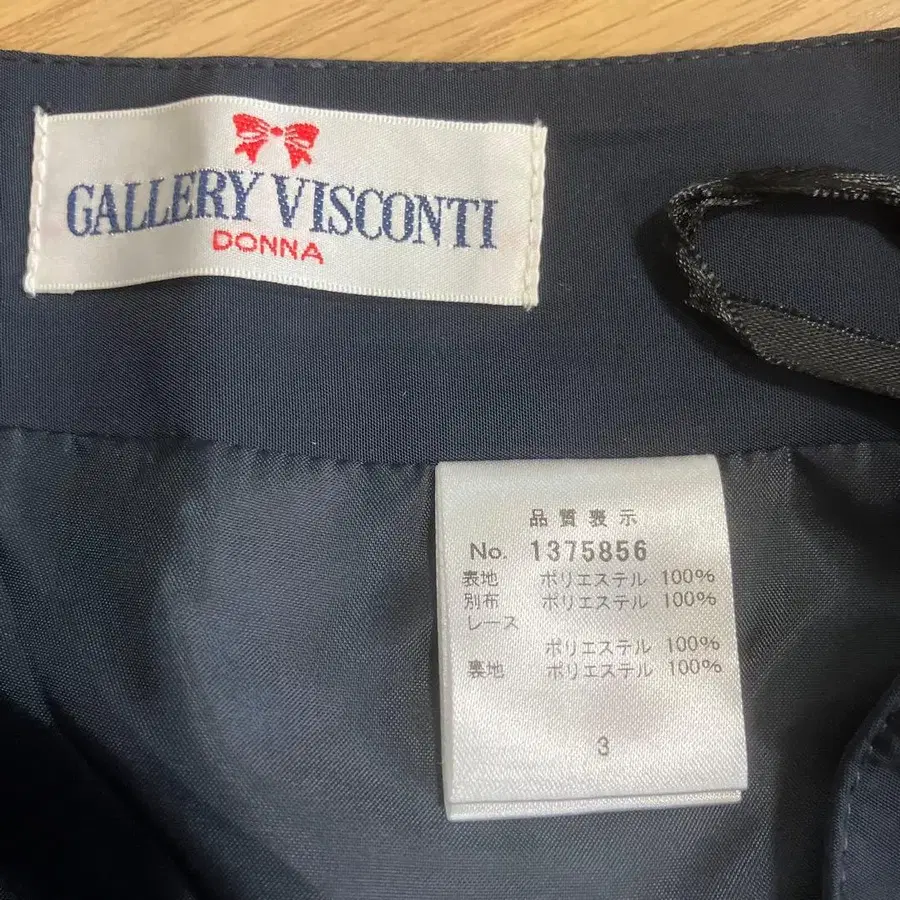 GALLERY VISCONTI
DONNA
品質表示
No. 1375856
表地 ポリエステル 100%
別布 ポリエステル 100%
レース
ポリエステル 100%
裏地 ポリエステル 100%
3